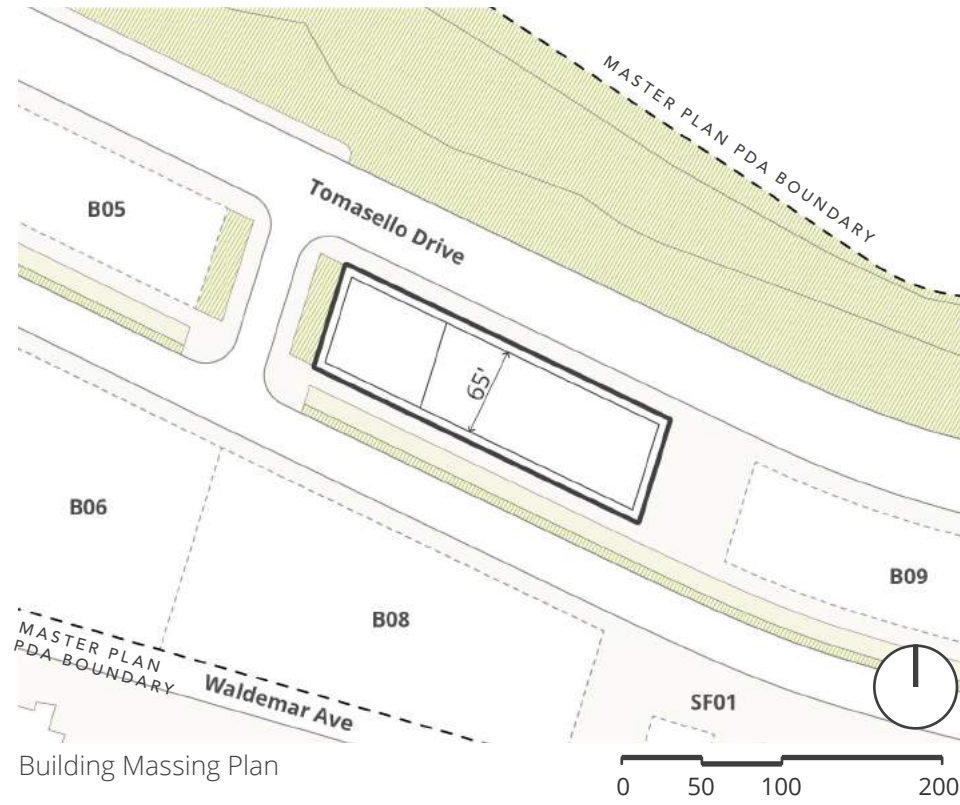 MASTER PLAN PDA BOUNDARY
Tomasello Drive
B05
65'
B06
B09
B08
MASTER PLAN
PDA BOUNDARY
Waldemar Ave
SF01
Building Massing Plan
0 50 100 200